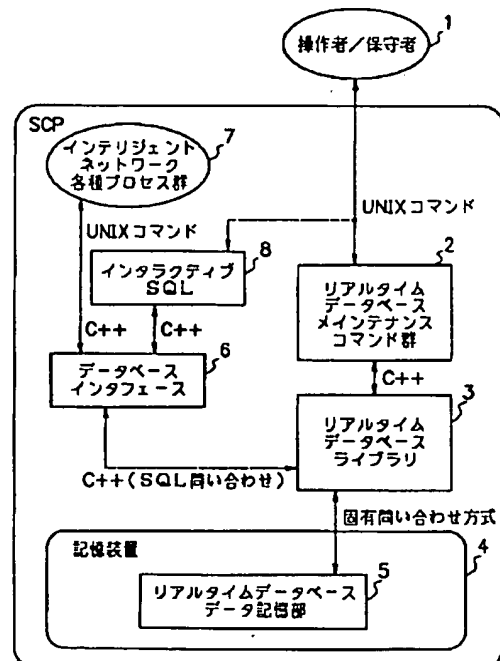 1
操作者/保守者
SCP
7
インテリジェント
ネットワーク
各種プロセス群
UNIXコマンド
UNIXコマンド
8
インタラクティブ
SQL
2
リアルタイム
データベース
メインテナンス
コマンド群
C++
C++
6
データベース
インタフェース
C++
3
リアルタイム
データベース
ライブラリ
C++(SQL問い合わせ)
固有問い合わせ方式
記憶装置
4
5
リアルタイムデータベース
データ記憶部